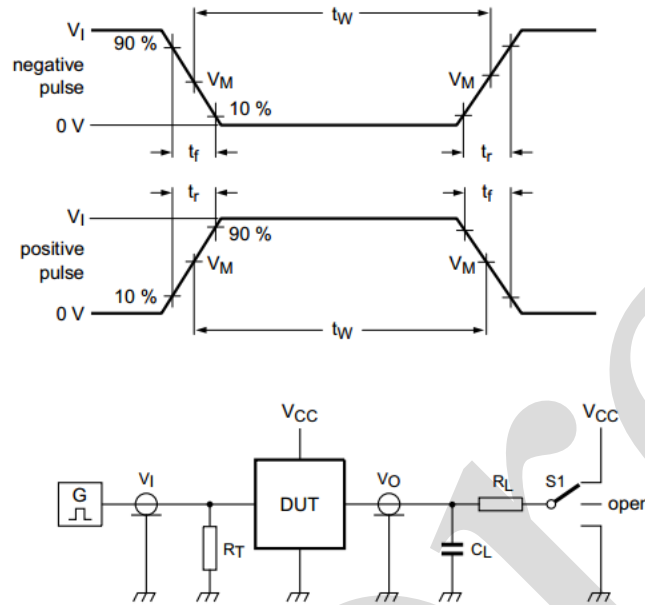 tW
VI
90 %
negative
pulse
VM
VM
10 %
0 V
tf
tr
tr
tf
VI
90 %
positive
pulse
VM
VM
10 %
0 V
tW
VCC
VCC
G
VI
DUT
VO
RL
S1
open
RT
CL